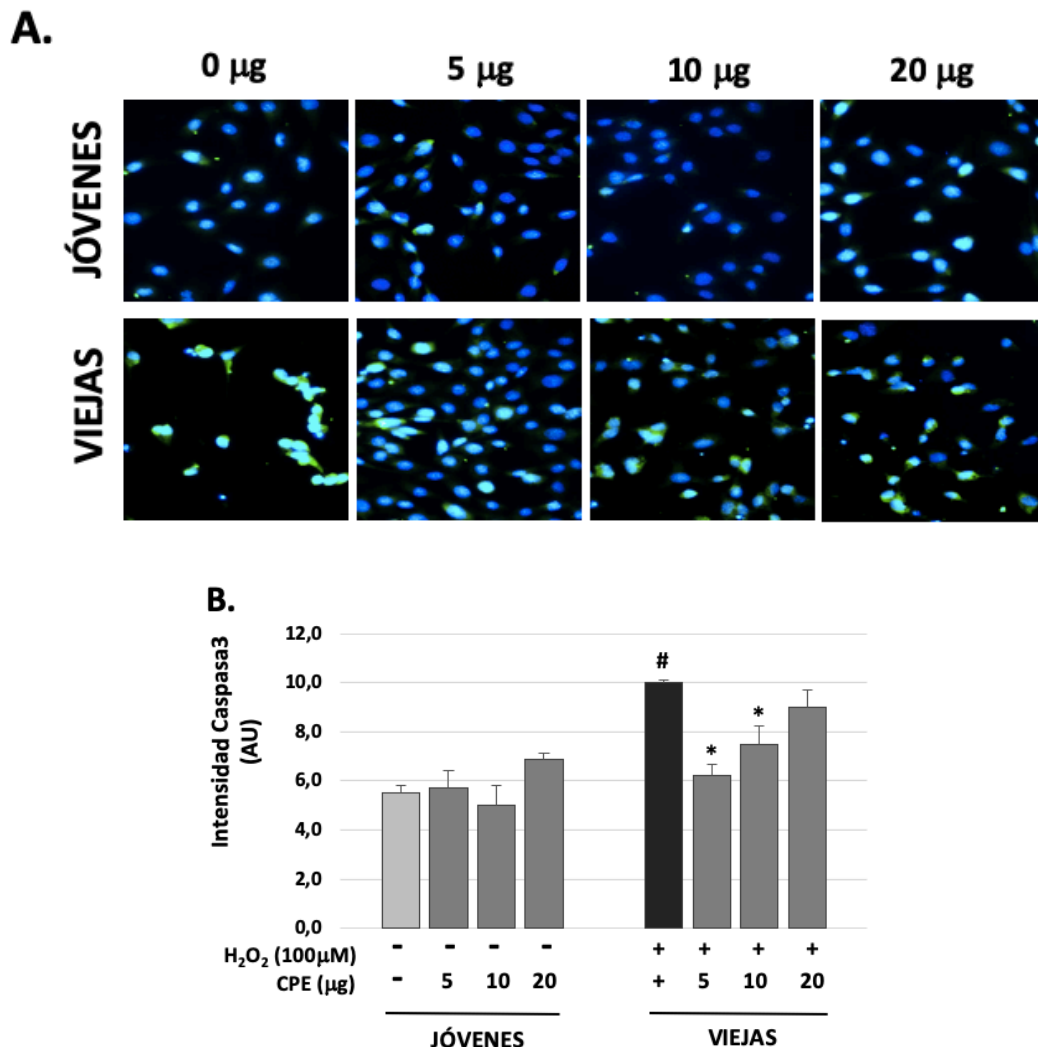 A.
0 µg 5 µg 10 µg 20 µg
JÓVENES
VIEJAS
B.
Intensidad Caspasa3
(AU)
12,0
10,0
8,0
6,0
4,0
2,0
0,0
# * *
H₂O₂ (100µM) - - - - + + + +
CPE (µg) - 5 10 20 + 5 10 20
JÓVENES VIEJAS